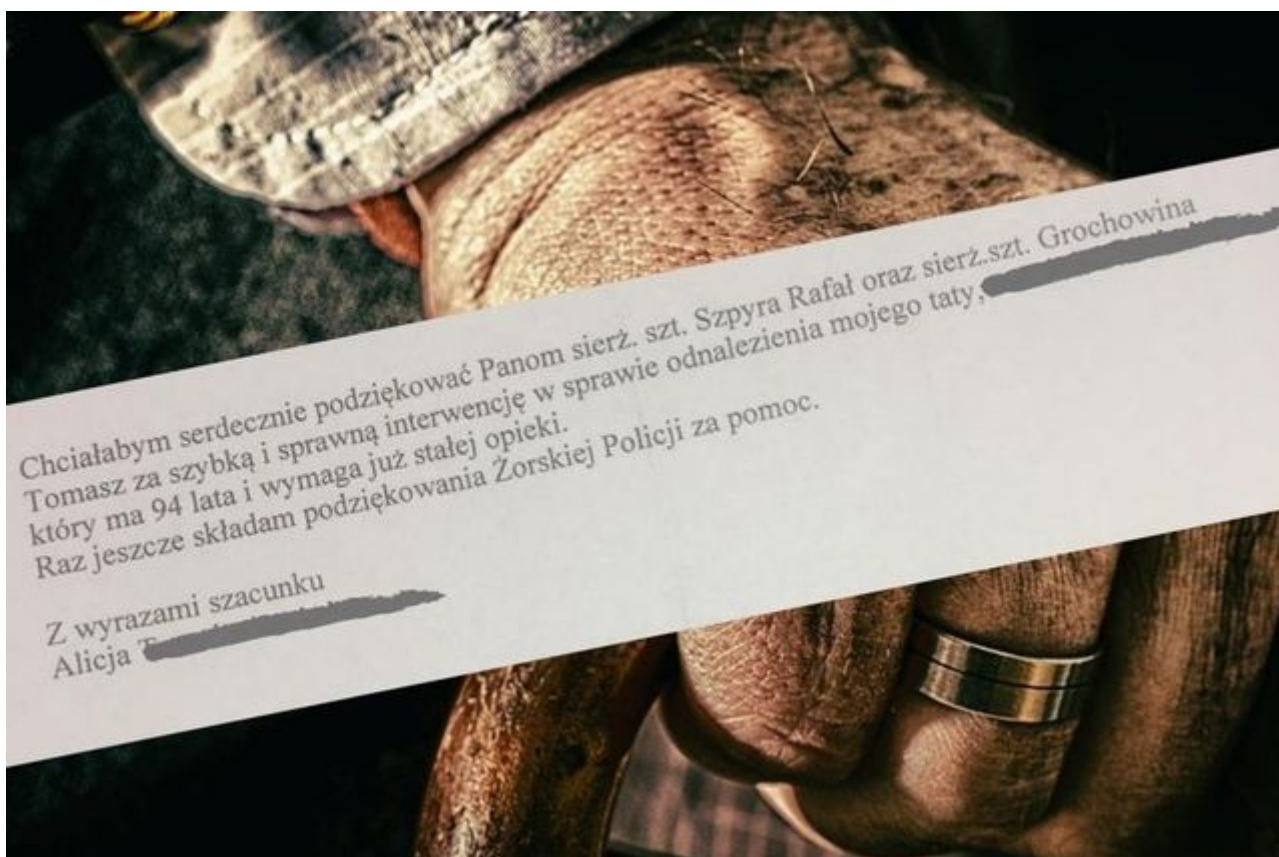 Chciałabym serdecznie podziękować Panom sierż. szt. Szpyra Rafał oraz sierż.szt. Grochowina
Tomasz za szybką i sprawną interwencję w sprawie odnalezienia mojego taty,
który ma 94 lata i wymaga już stałej opieki.
Raz jeszcze składam podziękowania Żorskiej Policji za pomoc.
Z wyrazami szacunku
Alicja